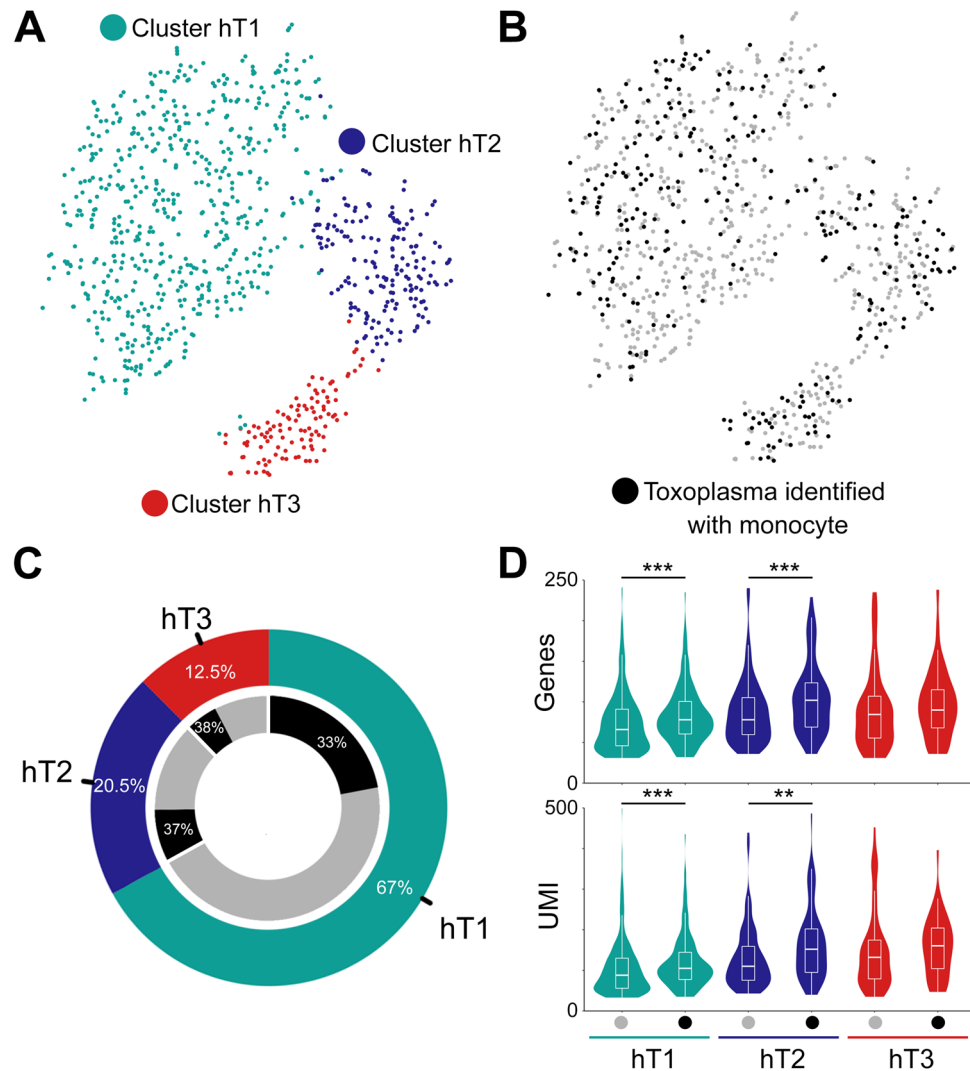 A
Cluster hT1
Cluster hT2
Cluster hT3
B
Toxoplasma identified
with monocyte
C
hT3
12.5%
38%
33%
hT2
20.5%
37%
67%
hT1
D
250
***
***
Genes
0
500
***
**
UMI
0
hT1
hT2
hT3